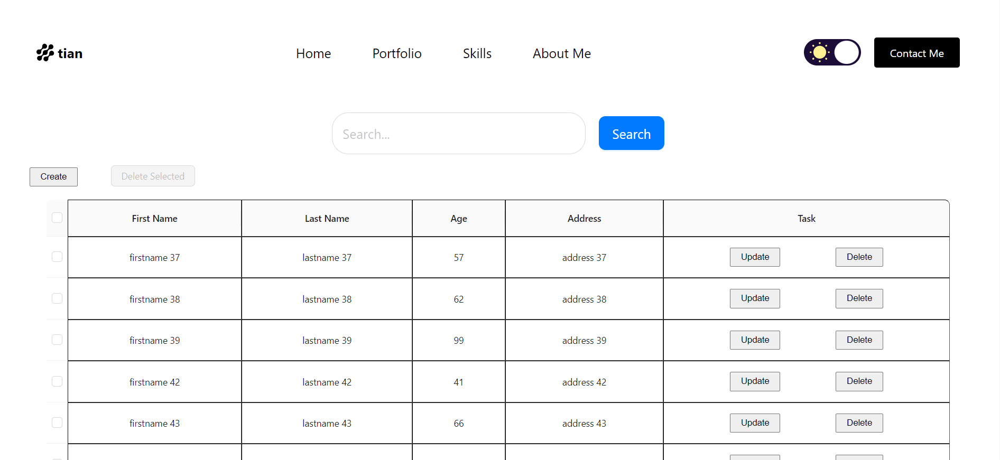 tian Home Portfolio Skills About Me Contact Me
Search... Search
Create Delete Selected
First Name Last Name Age Address Task
firstname 37 lastname 37 57 address 37 Update Delete
firstname 38 lastname 38 62 address 38 Update Delete
firstname 39 lastname 39 99 address 39 Update Delete
firstname 42 lastname 42 41 address 42 Update Delete
firstname 43 lastname 43 66 address 43 Update Delete